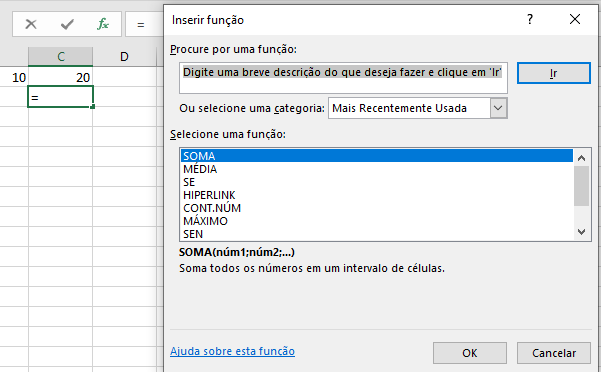 Inserir função
? ×
fx =
Procure por uma função:
Digite uma breve descrição do que deseja fazer e clique em 'Ir'
Ir
Ou selecione uma categoria: Mais Recentemente Usada
Selecione uma função:
SOMA
MÉDIA
SE
HIPERLINK
CONT.NÚM
MÁXIMO
SEN
SOMA(núm1;núm2;...)
Soma todos os números em um intervalo de células.
Ajuda sobre esta função
OK
Cancelar
C D
10 20
=